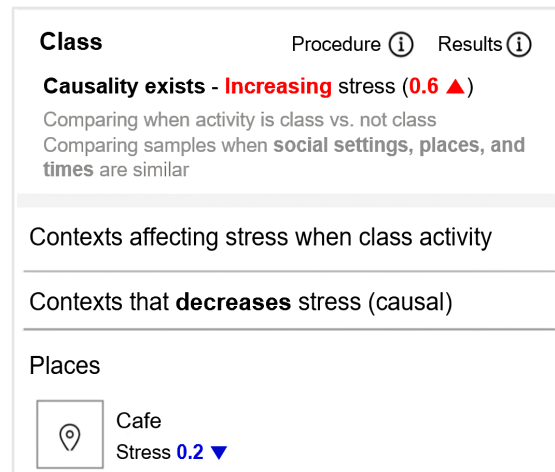 Class Procedure Results
Causality exists - Increasing stress (0.6 ▲)
Comparing when activity is class vs. not class
Comparing samples when social settings, places, and
times are similar
Contexts affecting stress when class activity
Contexts that decreases stress (causal)
Places
Cafe
Stress 0.2 ▼